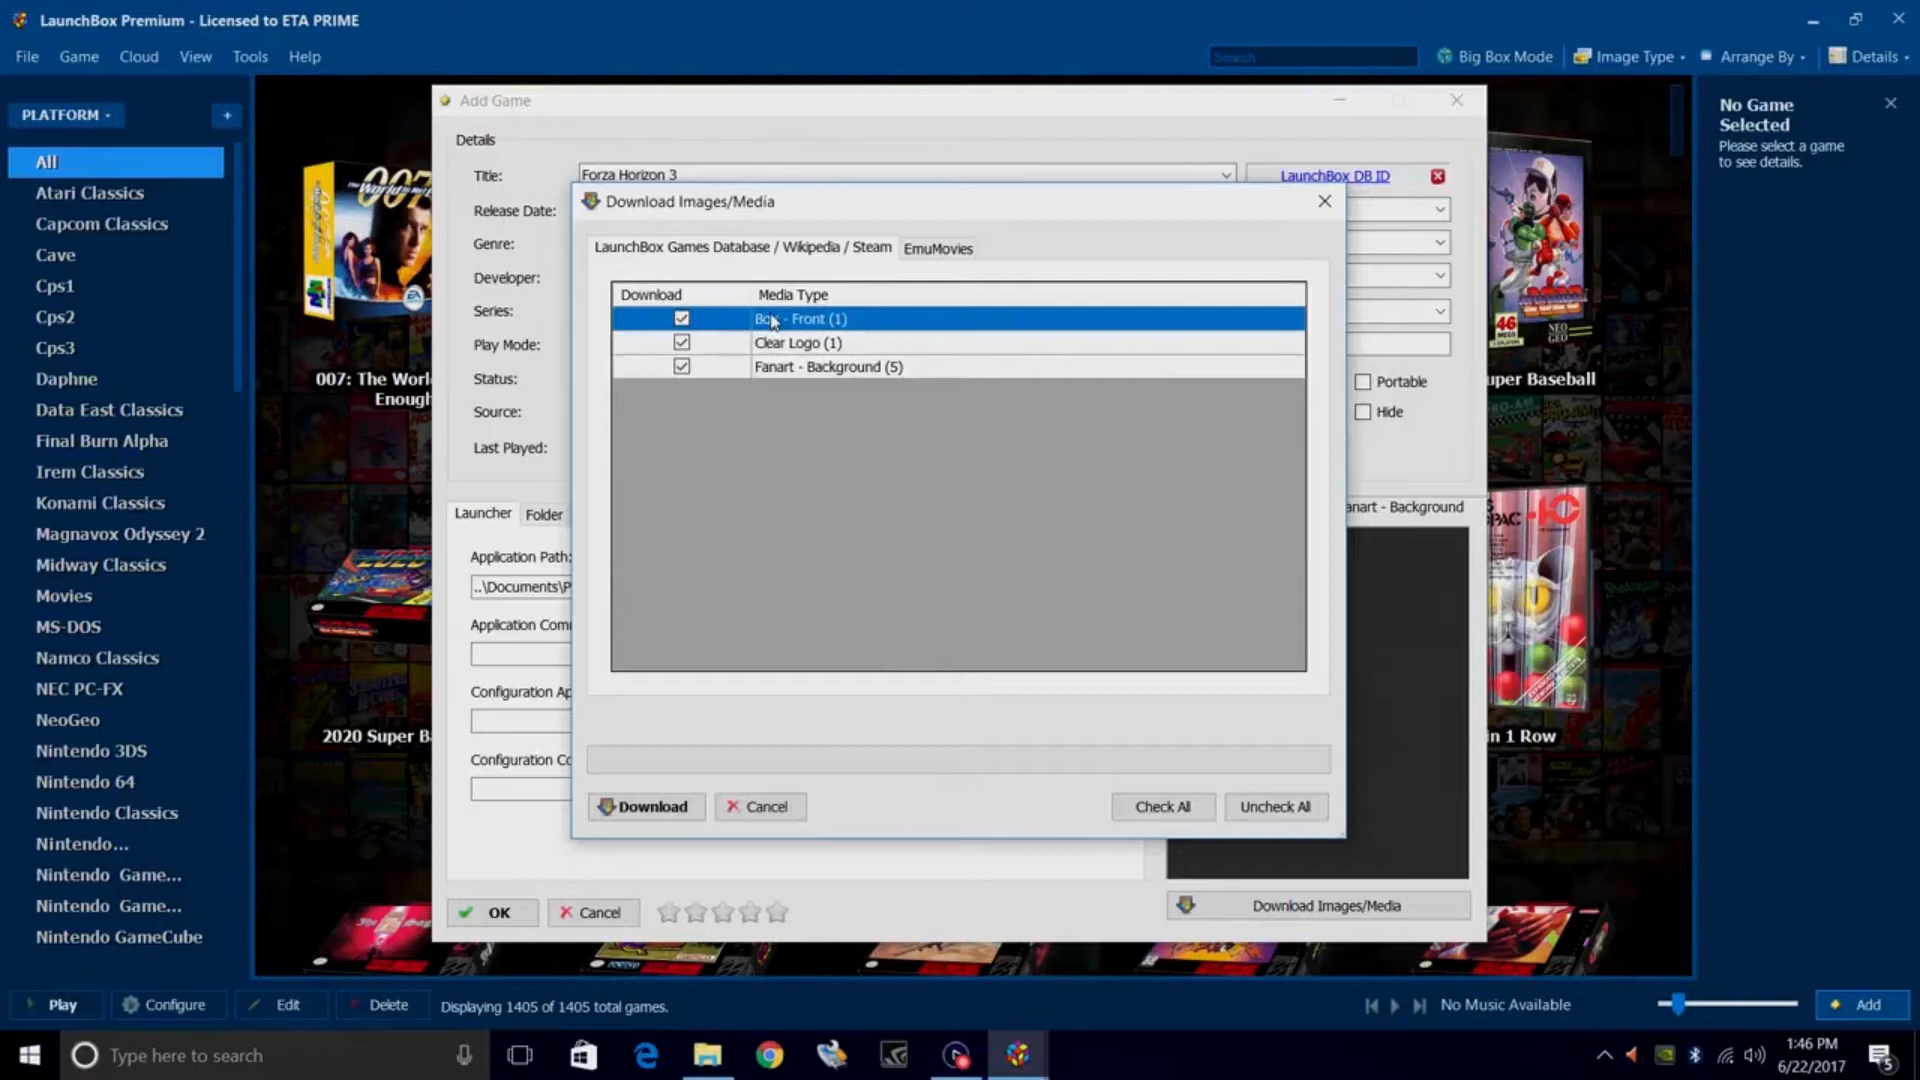 LaunchBox Premium - Licensed to ETA PRIME
File Game Cloud View Tools Help
Search
Big Box Mode Image Type Arrange By Details
PLATFORM
+
All
Atari Classics
Capcom Classics
Cave
Cps1
Cps2
Cps3
Daphne
Data East Classics
Final Burn Alpha
Irem Classics
Konami Classics
Magnavox Odyssey 2
Midway Classics
Movies
MS-DOS
Namco Classics
NEC PC-FX
NeoGeo
Nintendo 3DS
Nintendo 64
Nintendo Classics
Nintendo...
Nintendo Game...
Nintendo Game...
Nintendo GameCube
007
007: The World
Enough
2020 Super B
Add Game
Details
Title: Forza Horizon 3 LaunchBox DB ID
Release Date:
Genre:
Developer:
Series:
Play Mode:
Status:
Source:
Last Played:
Portable
Hide
Launcher Folder
anart - Background
Application Path:
..\Documents\P
Application Comm
Configuration Ap
Configuration Co
OK Cancel
Download Images/Media
Download Images/Media
LaunchBox Games Database / Wikipedia / Steam EmuMovies
Download Media Type
Box - Front (1)
Clear Logo (1)
Fanart - Background (5)
Download Cancel Check All Uncheck All
46
MEGS
NEO GEO
uper Baseball
PAC
in 1 Row
No Game
Selected
Please select a game
to see details.
Play Configure Edit Delete Displaying 1405 of 1405 total games.
No Music Available
Add
Type here to search
1:46 PM
6/22/2017
5